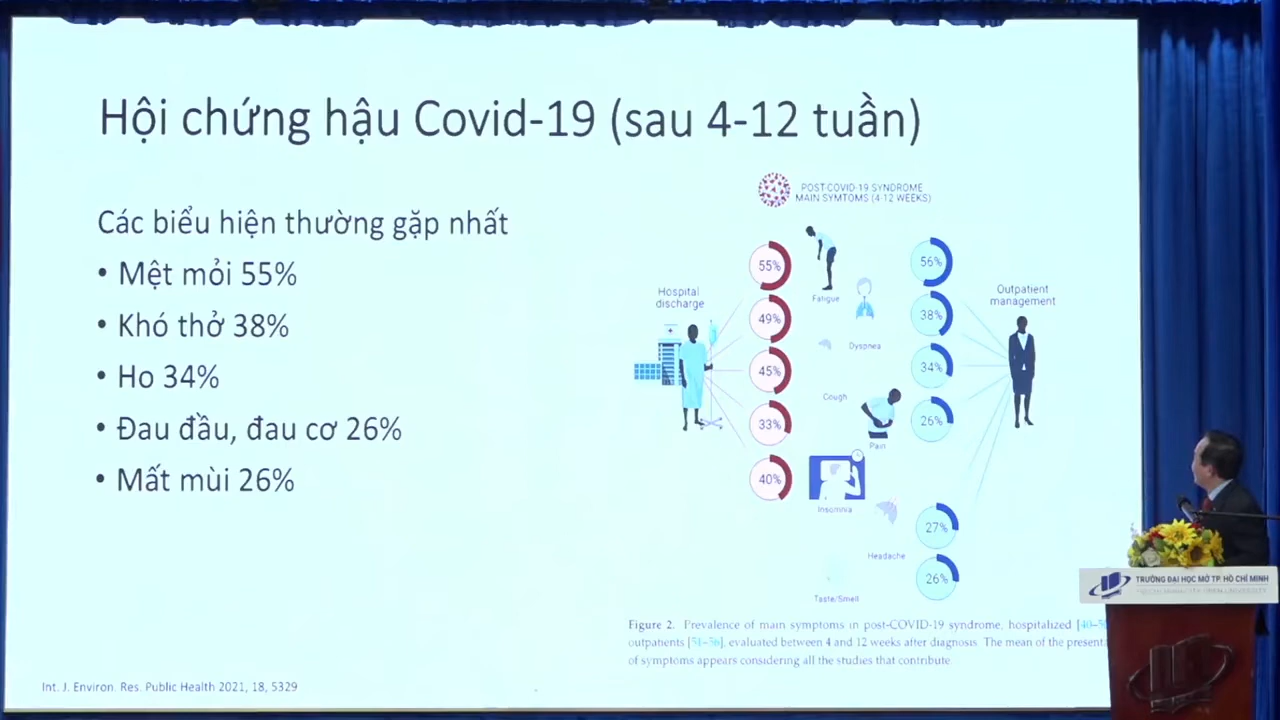 Hội chứng hậu Covid-19 (sau 4-12 tuần)
Các biểu hiện thường gặp nhất
• Mệt mỏi 55%
• Khó thở 38%
• Ho 34%
• Đau đầu, đau cơ 26%
• Mất mùi 26%
POST-COVID-19 SYNDROME
MAIN SYMTOMS (4-12 WEEKS)
Hospital
discharge
55%
49%
45%
33%
40%
Fatigue
Dyspnea
Cough
Pain
Insomnia
Headache
Taste/Smell
56%
38%
34%
26%
27%
26%
Outpatient
management
Figure 2. Prevalence of main symptoms in post-COVID-19 syndrome, hospitalized
outpatients [51–56], evaluated between 4 and 12 weeks after diagnosis. The mean of the
of symptoms appears considering all the studies that contribute.
Int. J. Environ. Res. Public Health 2021, 18, 5329
TRƯỜNG ĐẠI HỌC MỞ TP. HỒ CHÍ MINH